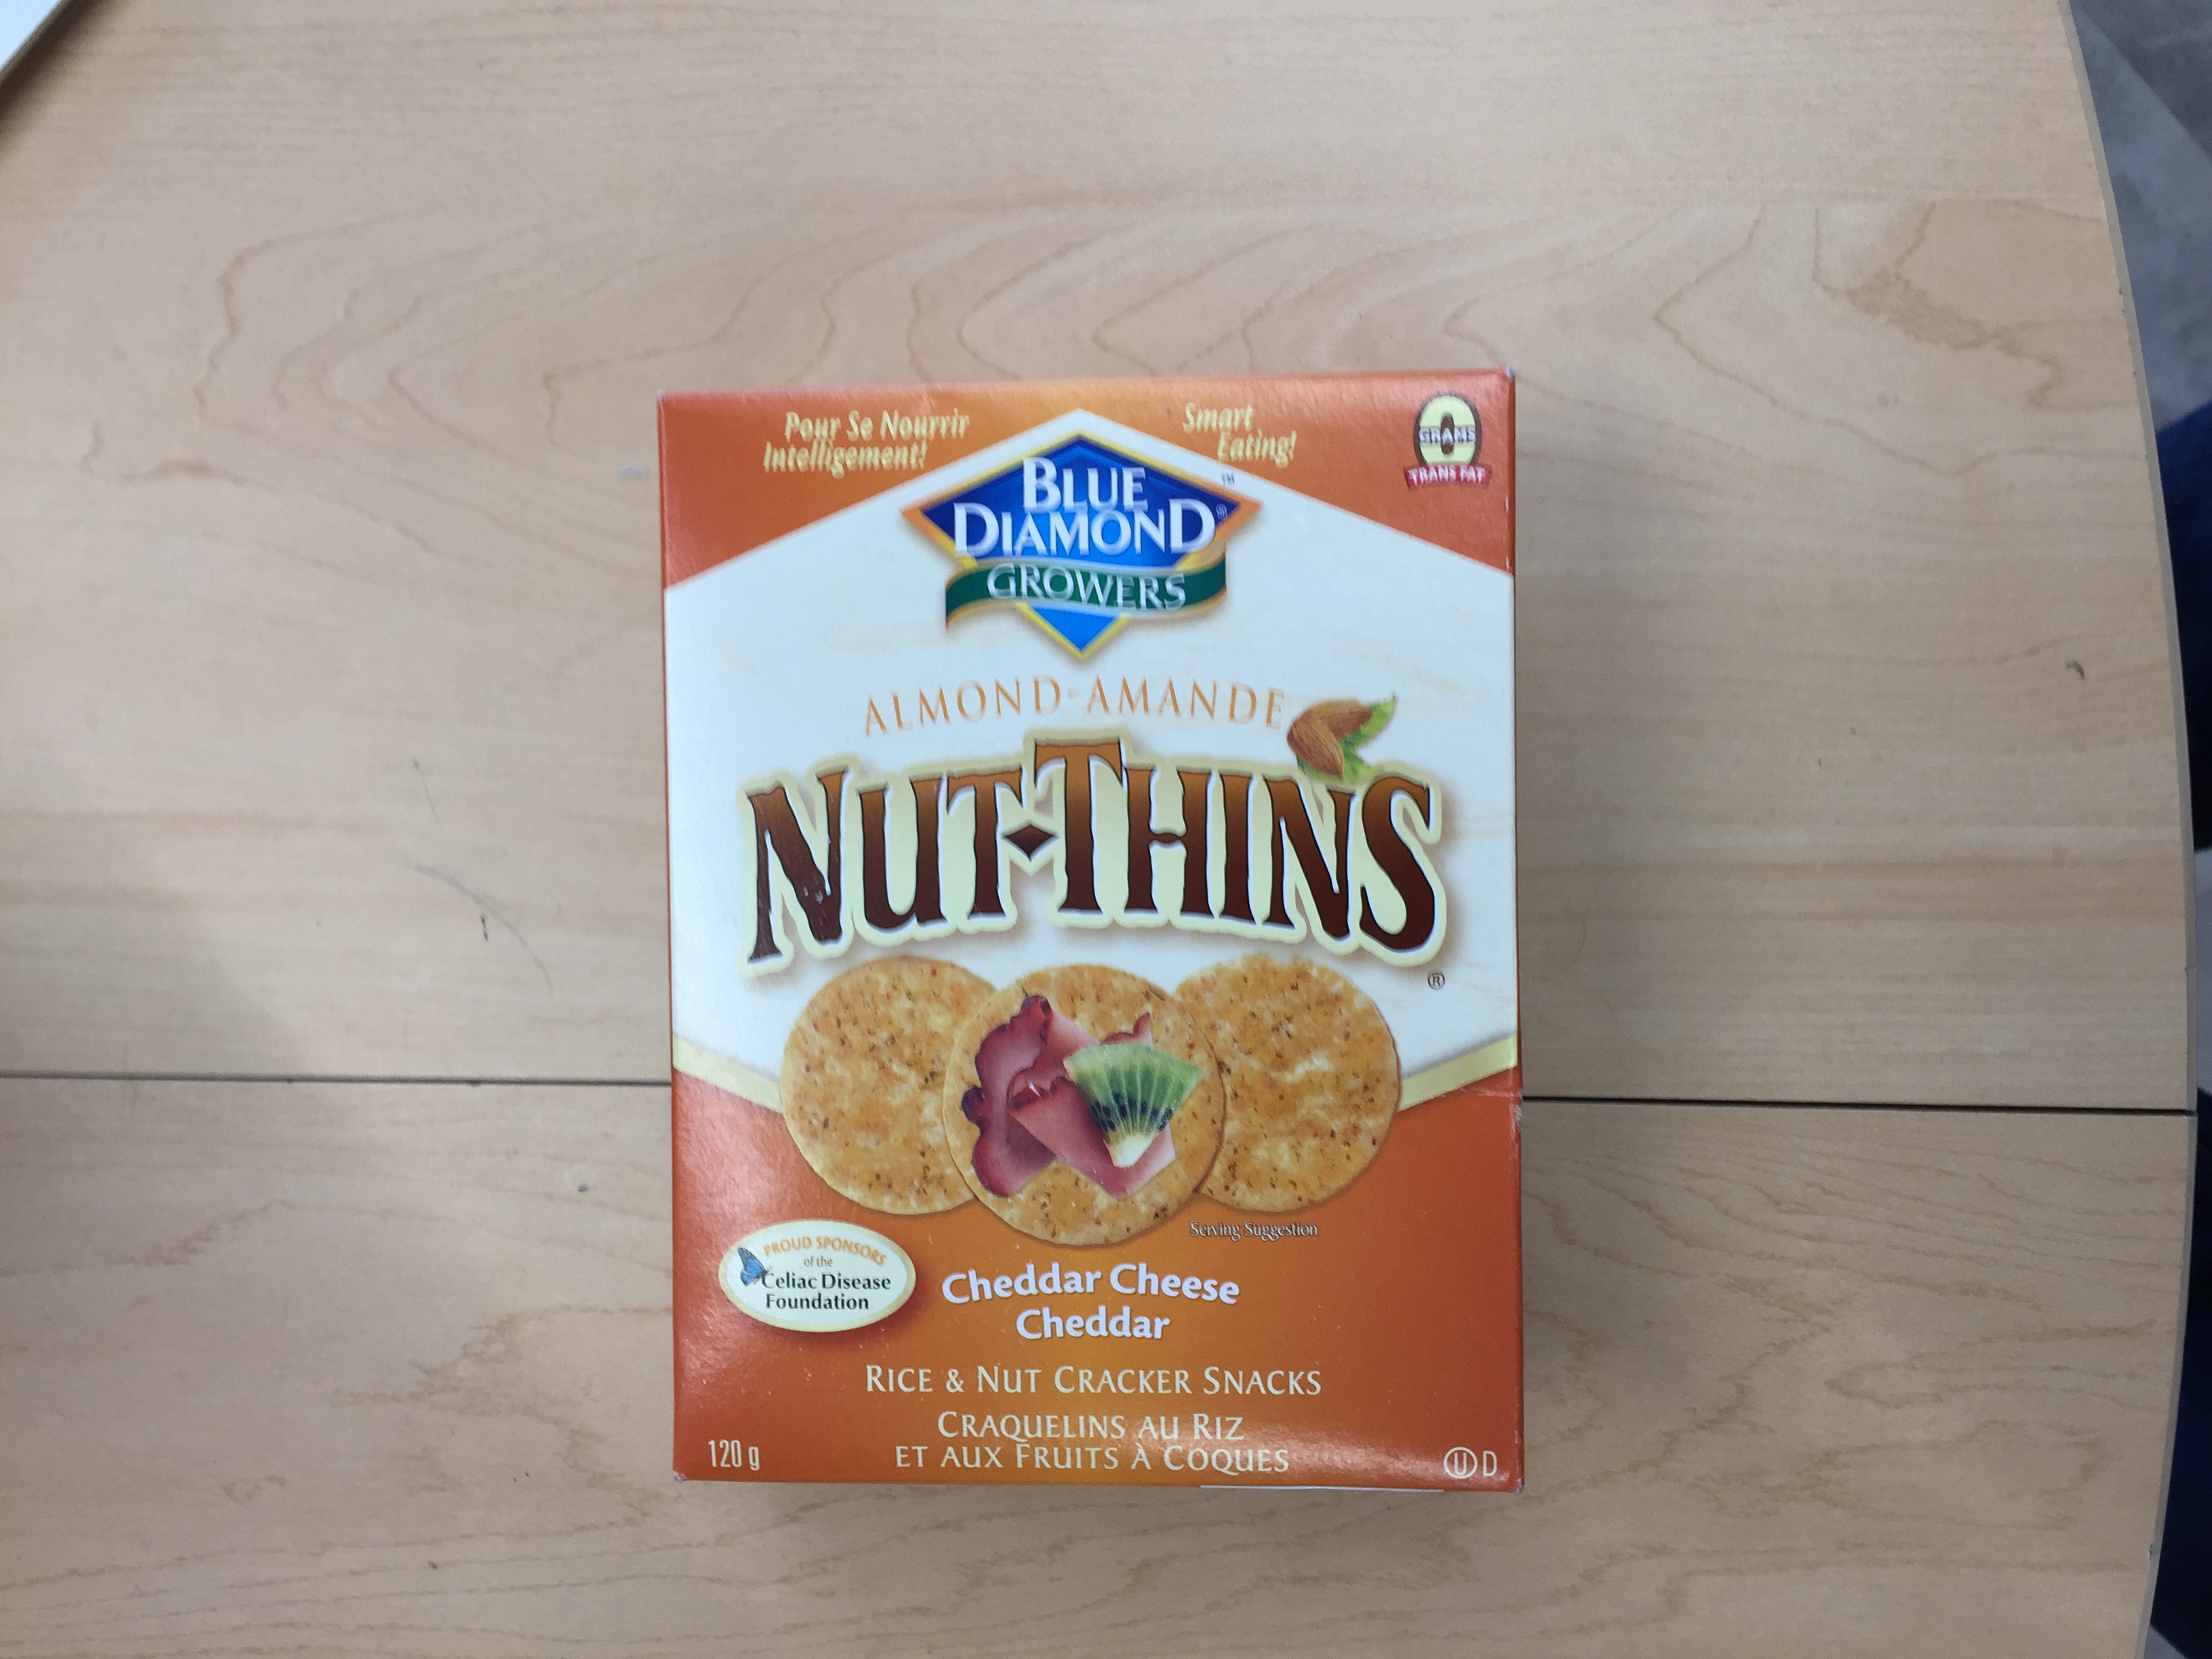 Pour Se Nourrir
Intelligement!
Smart
Eating!
0
GRAMS
TRANS FAT
BLUE
DIAMOND®
™
GROWERS
ALMOND-AMANDE
NUT-THINS
®
PROUD SPONSORS
of the
Celiac Disease
Foundation
Serving Suggestion
Cheddar Cheese
Cheddar
RICE & NUT CRACKER SNACKS
CRAQUELINS AU RIZ
ET AUX FRUITS À COQUES
120 g
U D